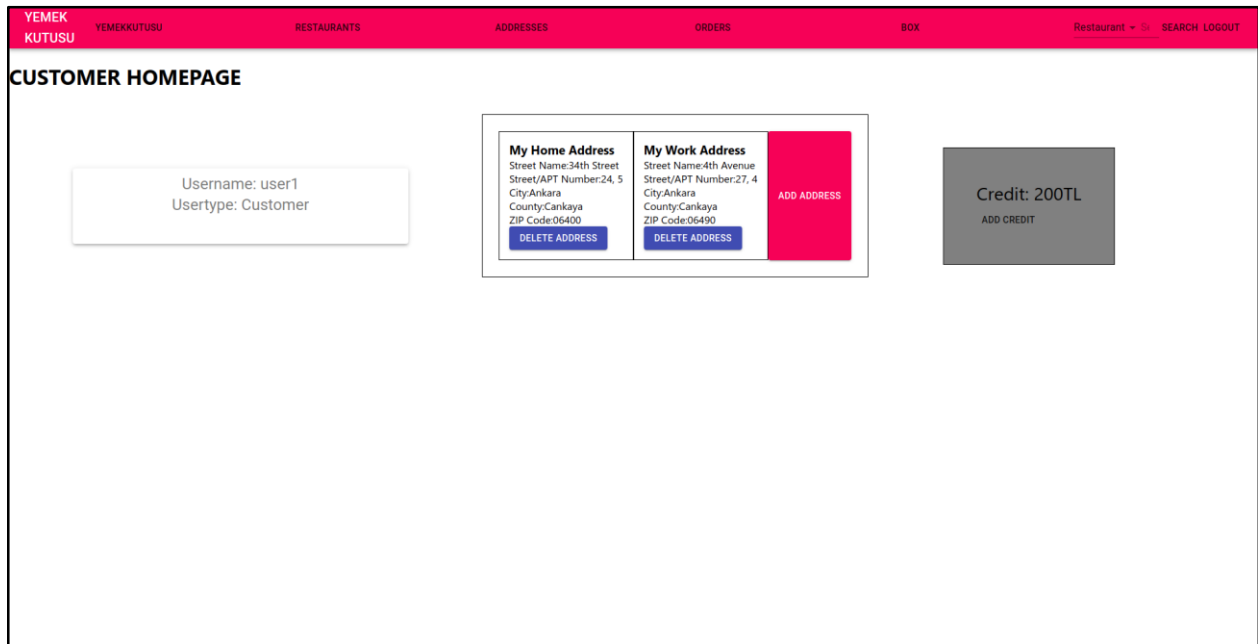 YEMEK
KUTUSU
YEMEKKUTUSU RESTAURANTS ADDRESSES ORDERS BOX Restaurant SEARCH LOGOUT
CUSTOMER HOMEPAGE
Username: user1
Usertype: Customer
My Home Address
Street Name:34th Street
Street/APT Number:24, 5
City:Ankara
County:Cankaya
ZIP Code:06400
DELETE ADDRESS
My Work Address
Street Name:4th Avenue
Street/APT Number:27, 4
City:Ankara
County:Cankaya
ZIP Code:06490
DELETE ADDRESS
ADD ADDRESS
Credit: 200TL
ADD CREDIT